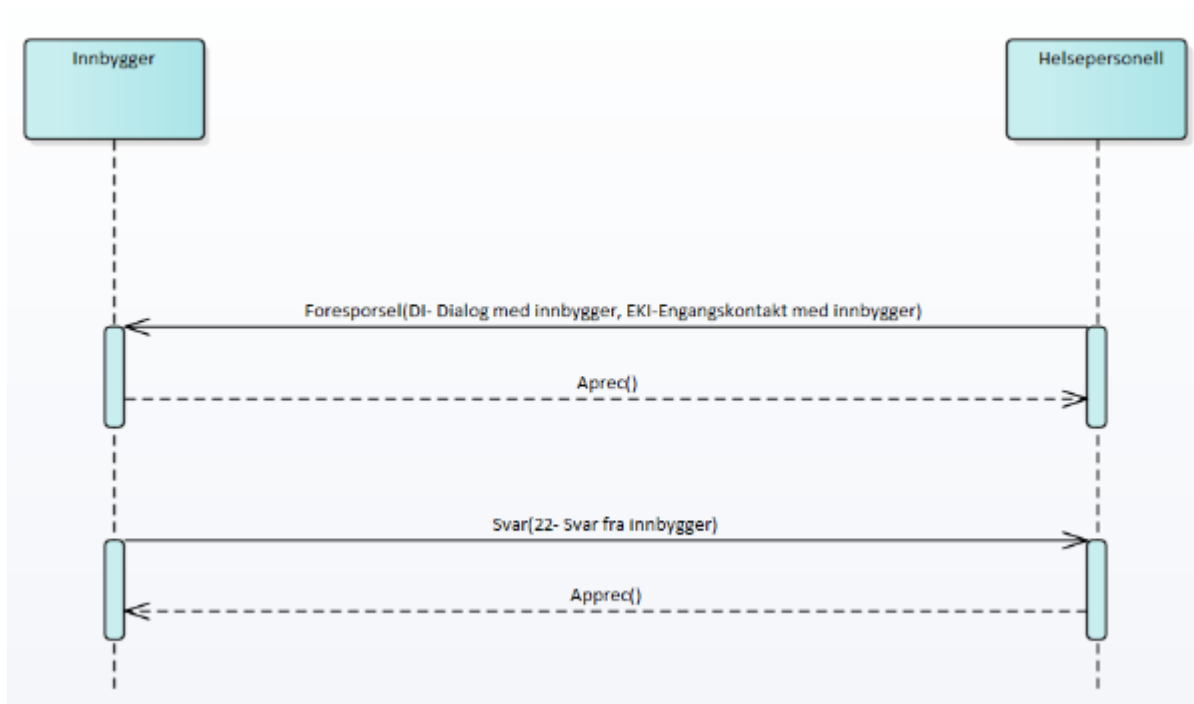 Innbygger
Helsepersonell
Foresporsel(DI- Dialog med innbygger, EKI-Engangskontakt med innbygger)
Aprec()
Svar(22- Svar fra innbygger)
Apprec()